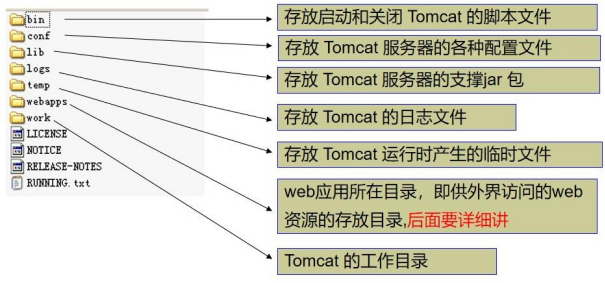 bin
conf
lib
logs
temp
webapps
work
LICENSE
NOTICE
RELEASE-NOTES
RUNNING.txt
存放启动和关闭 Tomcat 的脚本文件
存放 Tomcat 服务器的各种配置文件
存放 Tomcat 服务器的支撑jar 包
存放 Tomcat 的日志文件
存放 Tomcat 运行时产生的临时文件
web应用所在目录，即供外界访问的web
资源的存放目录,后面要详细讲
Tomcat 的工作目录